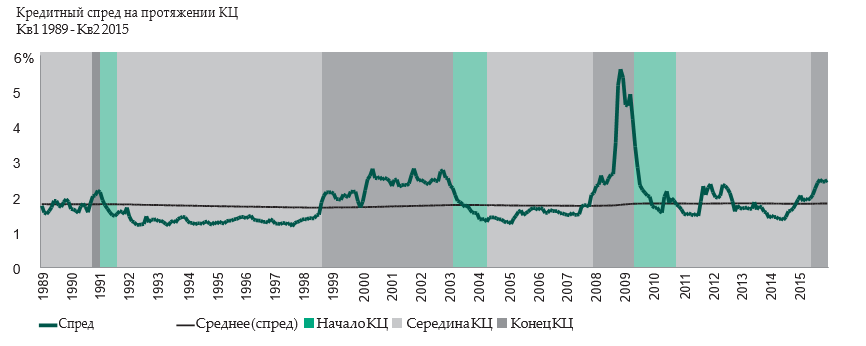 Кредитный спред на протяжении КЦ
Кв1 1989 - Кв2 2015
6%
5
4
3
2
1
0
1989 1990 1991 1992 1993 1994 1995 1996 1997 1998 1999 2000 2001 2002 2003 2004 2005 2006 2007 2008 2009 2010 2011 2012 2013 2014 2015
Спред Среднее (спред) Начало КЦ Середина КЦ Конец КЦ